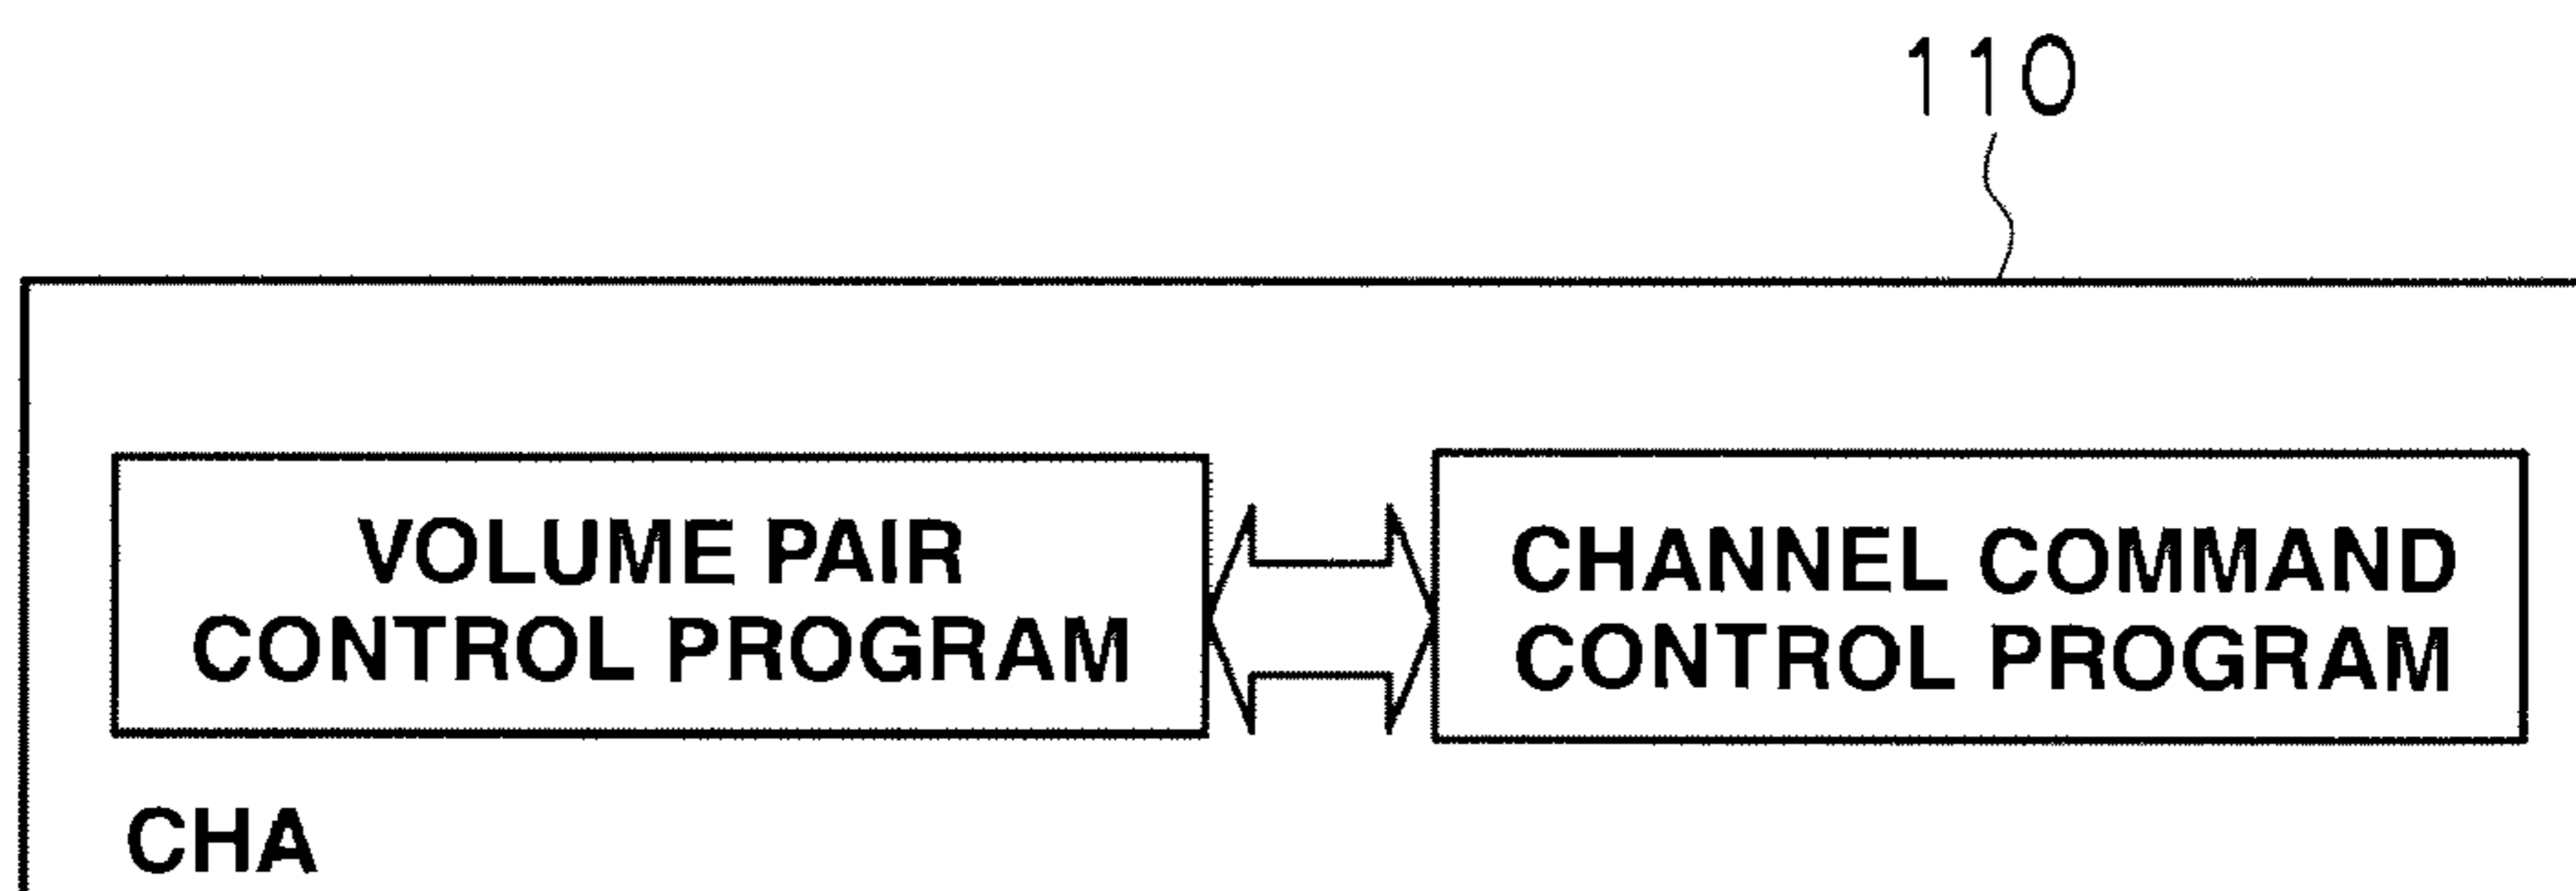 110
VOLUME PAIR
CONTROL PROGRAM
CHANNEL COMMAND
CONTROL PROGRAM
CHA